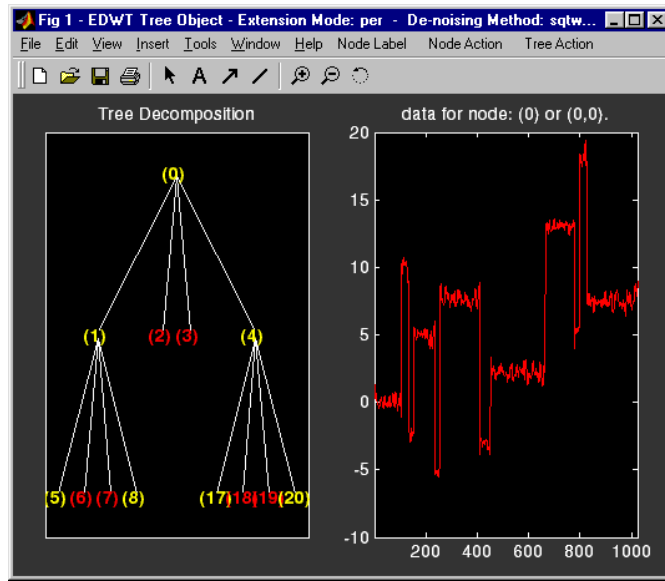 Fig 1 - EDWT Tree Object - Extension Mode: per - De-noising Method: sqtw...
File Edit View Insert Tools Window Help Node Label Node Action Tree Action
A
Tree Decomposition
data for node: (0) or (0,0).
(0)
(1) (2) (3) (4)
(5) (6) (7) (8) (17) (18) (19) (20)
20
15
10
5
0
-5
-10
200 400 600 800 1000